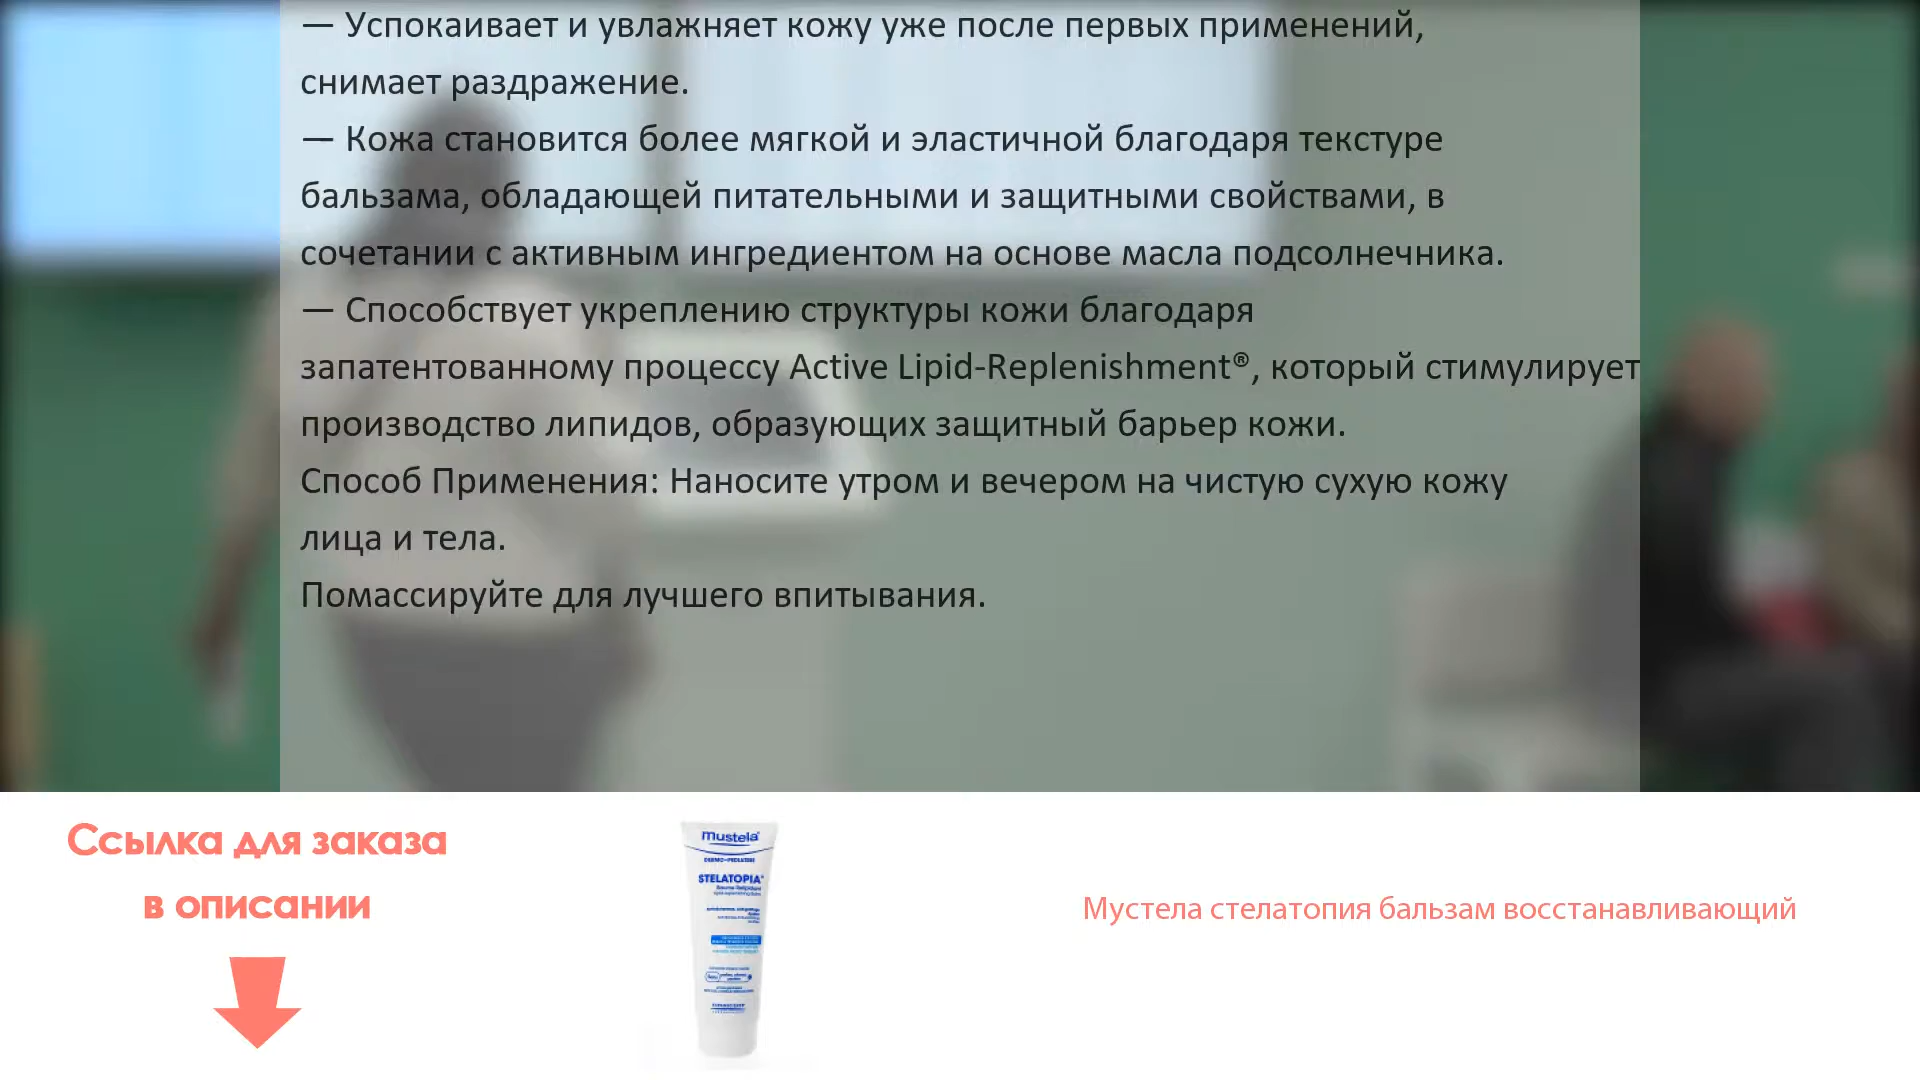 — Успокаивает и увлажняет кожу уже после первых применений,
снимает раздражение.
— Кожа становится более мягкой и эластичной благодаря текстуре
бальзама, обладающей питательными и защитными свойствами, в
сочетании с активным ингредиентом на основе масла подсолнечника.
— Способствует укреплению структуры кожи благодаря
запатентованному процессу Active Lipid-Replenishment®, который стимулирует
производство липидов, образующих защитный барьер кожи.
Способ Применения: Наносите утром и вечером на чистую сухую кожу
лица и тела.
Помассируйте для лучшего впитывания.
Ссылка для заказа
в описании
mustela®
STELATOPIA®
Мустела стелатопия бальзам восстанавливающий